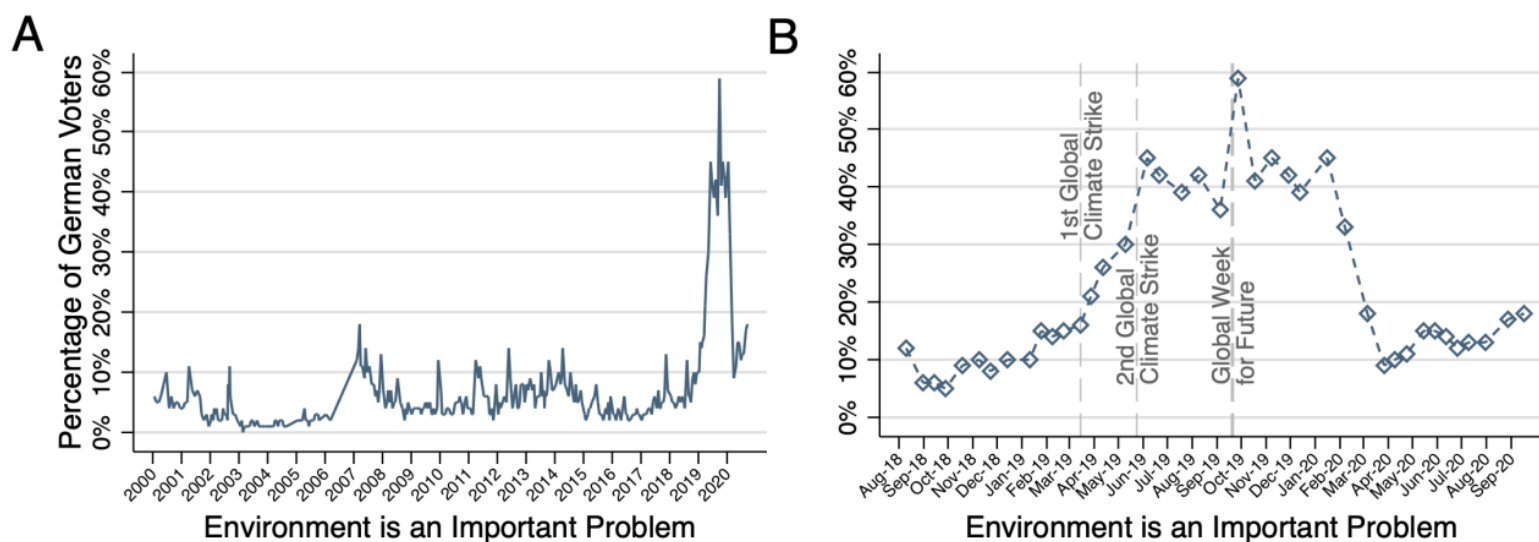 A
Percentage of German Voters
60%
50%
40%
30%
20%
10%
0%
2000
2001
2002
2003
2004
2005
2006
2007
2008
2009
2010
2011
2012
2013
2014
2015
2016
2017
2018
2019
2020
Environment is an Important Problem
B
60%
50%
40%
30%
20%
10%
0%
1st Global
Climate Strike
2nd Global
Climate Strike
Global Week
for Future
Aug-18
Sep-18
Oct-18
Nov-18
Dec-18
Jan-19
Feb-19
Mar-19
Apr-19
May-19
Jun-19
Jul-19
Aug-19
Sep-19
Oct-19
Nov-19
Dec-19
Jan-20
Feb-20
Mar-20
Apr-20
May-20
Jun-20
Jul-20
Aug-20
Sep-20
Environment is an Important Problem